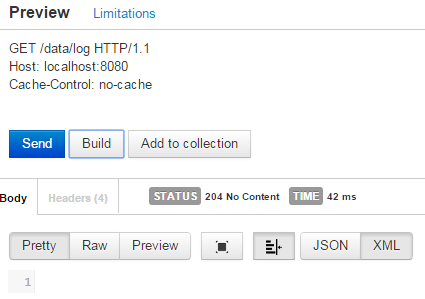 Preview Limitations
GET /data/log HTTP/1.1
Host: localhost:8080
Cache-Control: no-cache
Send Build Add to collection
Body Headers (4) STATUS 204 No Content TIME 42 ms
Pretty Raw Preview JSON XML
1